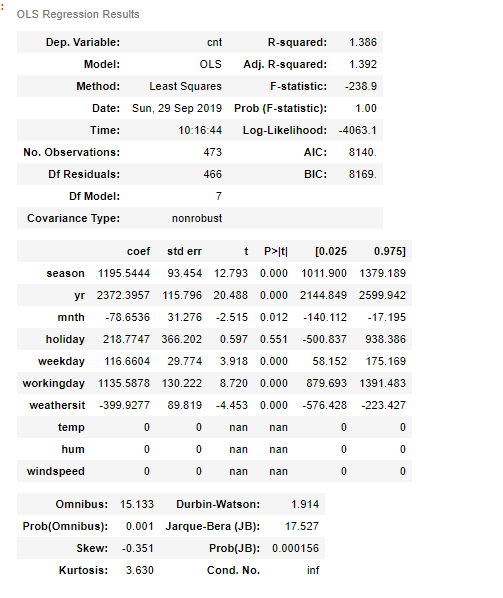 OLS Regression Results
Dep. Variable: cnt R-squared: 1.386
Model: OLS Adj. R-squared: 1.392
Method: Least Squares F-statistic: -238.9
Date: Sun, 29 Sep 2019 Prob (F-statistic): 1.00
Time: 10:16:44 Log-Likelihood: -4063.1
No. Observations: 473 AIC: 8140.
Df Residuals: 466 BIC: 8169.
Df Model: 7
Covariance Type: nonrobust
coef std err t P>|t| [0.025 0.975]
season 1195.5444 93.454 12.793 0.000 1011.900 1379.189
yr 2372.3957 115.796 20.488 0.000 2144.849 2599.942
mnth -78.6536 31.276 -2.515 0.012 -140.112 -17.195
holiday 218.7747 366.202 0.597 0.551 -500.837 938.386
weekday 116.6604 29.774 3.918 0.000 58.152 175.169
workingday 1135.5878 130.222 8.720 0.000 879.693 1391.483
weathersit -399.9277 89.819 -4.453 0.000 -576.428 -223.427
temp 0 0 nan nan 0 0
hum 0 0 nan nan 0 0
windspeed 0 0 nan nan 0 0
Omnibus: 15.133 Durbin-Watson: 1.914
Prob(Omnibus): 0.001 Jarque-Bera (JB): 17.527
Skew: -0.351 Prob(JB): 0.000156
Kurtosis: 3.630 Cond. No. inf